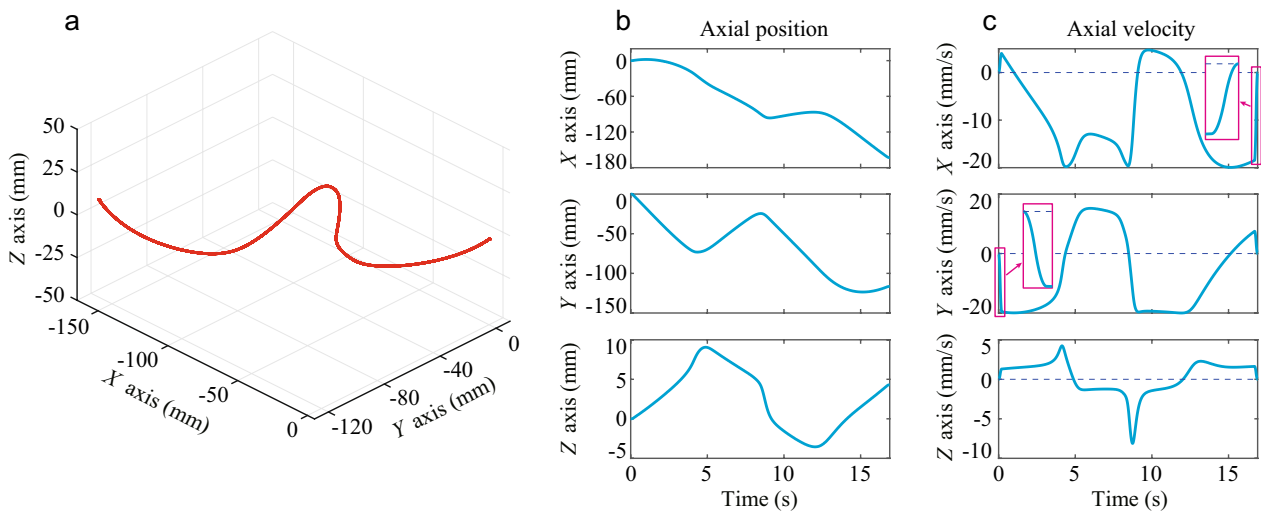 a
50
25
0
-25
-50
Z axis (mm)
-150
-100
-50
0
X axis (mm)
0
-40
-80
-120
Y axis (mm)
b
Axial position
0
-60
-120
-180
X axis (mm)
0
-50
-100
-150
Y axis (mm)
10
5
0
-5
Z axis (mm)
0
5
10
15
Time (s)
c
Axial velocity
5
0
-10
-20
X axis (mm/s)
20
0
-20
Y axis (mm/s)
5
0
-5
-10
Z axis (mm/s)
0
5
10
15
Time (s)